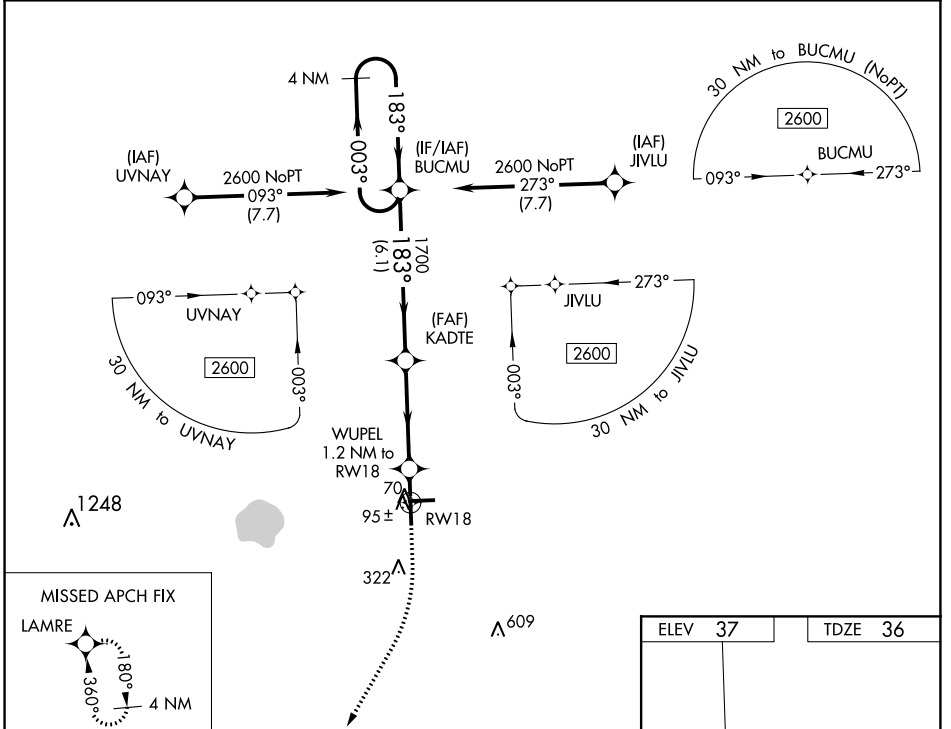 4 NM
183°
003°
(IF/IAF)
BUCMU
(IAF)
UVNAY
2600 NoPT
093°
(7.7)
(IAF)
JIVLU
2600 NoPT
273°
(7.7)
30 NM to BUCMU (NoPT)
2600
BUCMU
093°
273°
1700
183°
(6.1)
093°
UVNAY
2600
003°
30 NM to UVNAY
(FAF)
KADTE
273°
JIVLU
2600
003°
30 NM to JIVLU
WUPEL
1.2 NM to
RW18
70
95±
RW18
1248
322
609
MISSED APCH FIX
LAMRE
180°
360°
4 NM
ELEV 37
TDZE 36